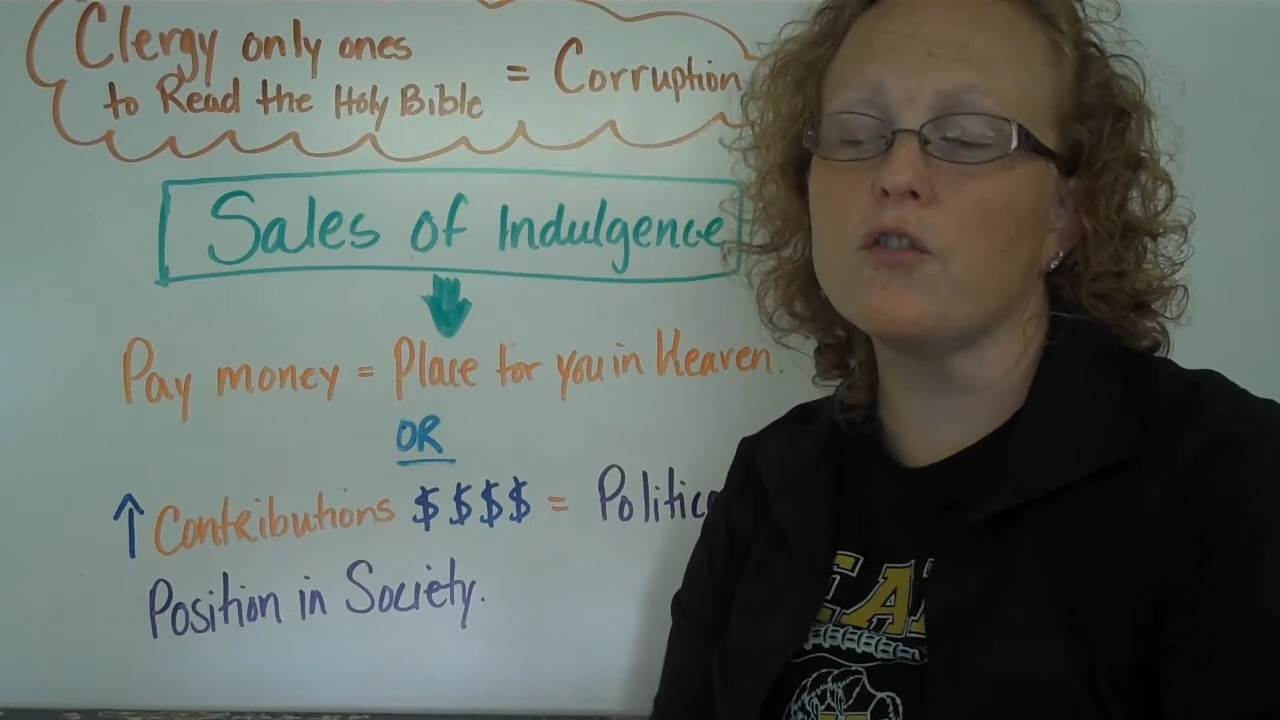 Clergy only ones
to Read the Holy Bible = Corruption
Sales of Indulgence
Pay money = Place for you in Heaven.
OR
↑ Contributions $$$$ = Politic
Position in Society.